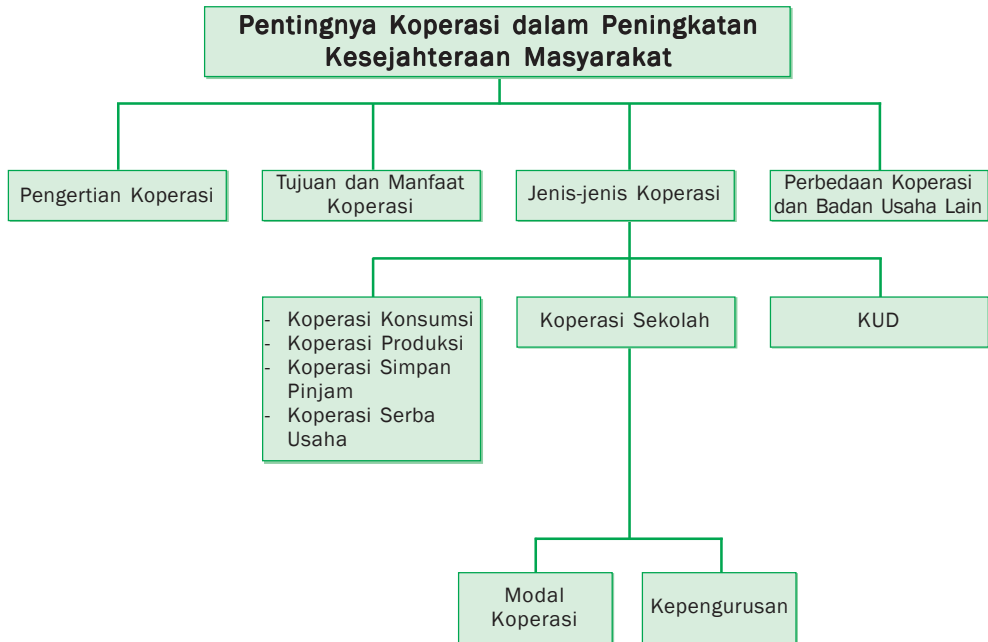 Pentingnya Koperasi dalam Peningkatan
Kesejahteraan Masyarakat
Pengertian Koperasi
Tujuan dan Manfaat
Koperasi
Jenis-jenis Koperasi
Perbedaan Koperasi
dan Badan Usaha Lain
- Koperasi Konsumsi
- Koperasi Produksi
- Koperasi Simpan
Pinjam
- Koperasi Serba
Usaha
Koperasi Sekolah
KUD
Modal
Koperasi
Kepengurusan